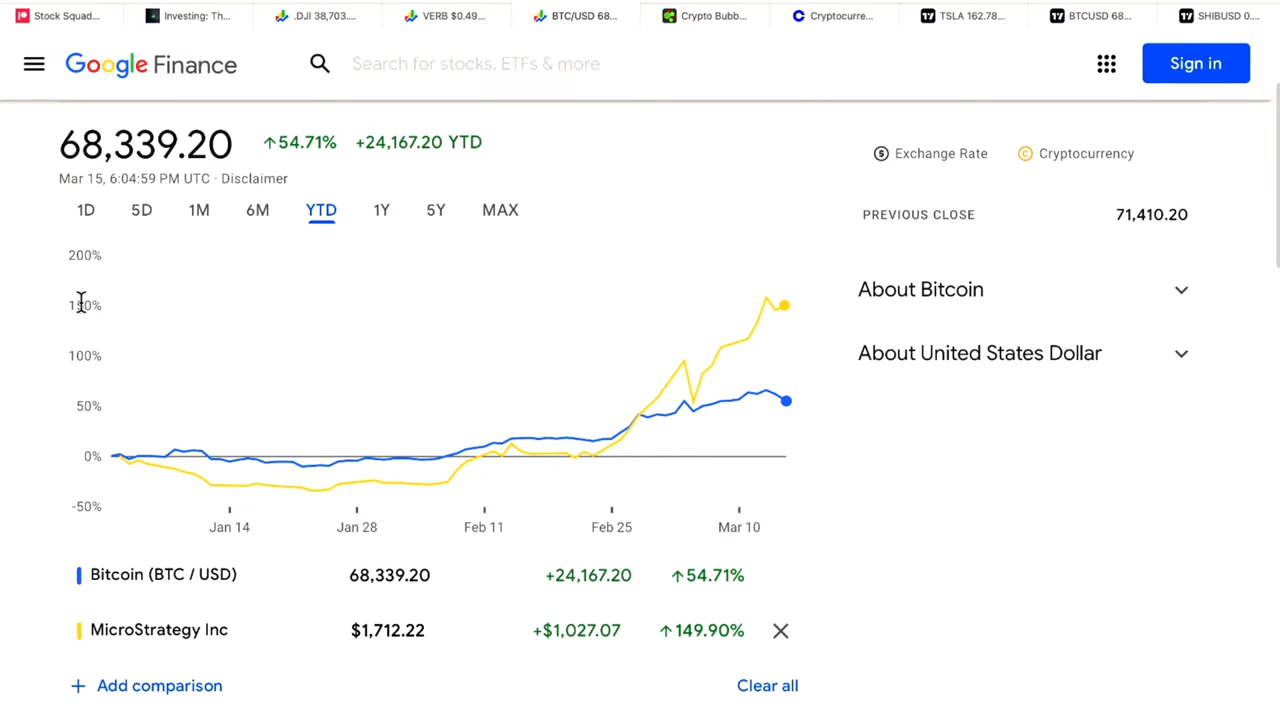 Stock Squad... Investing: Th... .DJI 38,703.... VERB $0.49... BTC/USD 68... Crypto Bubb... Cryptocurre... TSLA 162.78... BTCUSD 68... SHIBUSD 0....
Google Finance Search for stocks, ETFs & more Sign in
68,339.20 ↑54.71% +24,167.20 YTD
Mar 15, 6:04:59 PM UTC · Disclaimer
Exchange Rate Cryptocurrency
1D 5D 1M 6M YTD 1Y 5Y MAX
PREVIOUS CLOSE 71,410.20
200%
About Bitcoin
150%
About United States Dollar
100%
50%
0%
-50%
Jan 14 Jan 28 Feb 11 Feb 25 Mar 10
Bitcoin (BTC / USD) 68,339.20 +24,167.20 ↑54.71%
MicroStrategy Inc $1,712.22 +$1,027.07 ↑149.90%
+ Add comparison Clear all